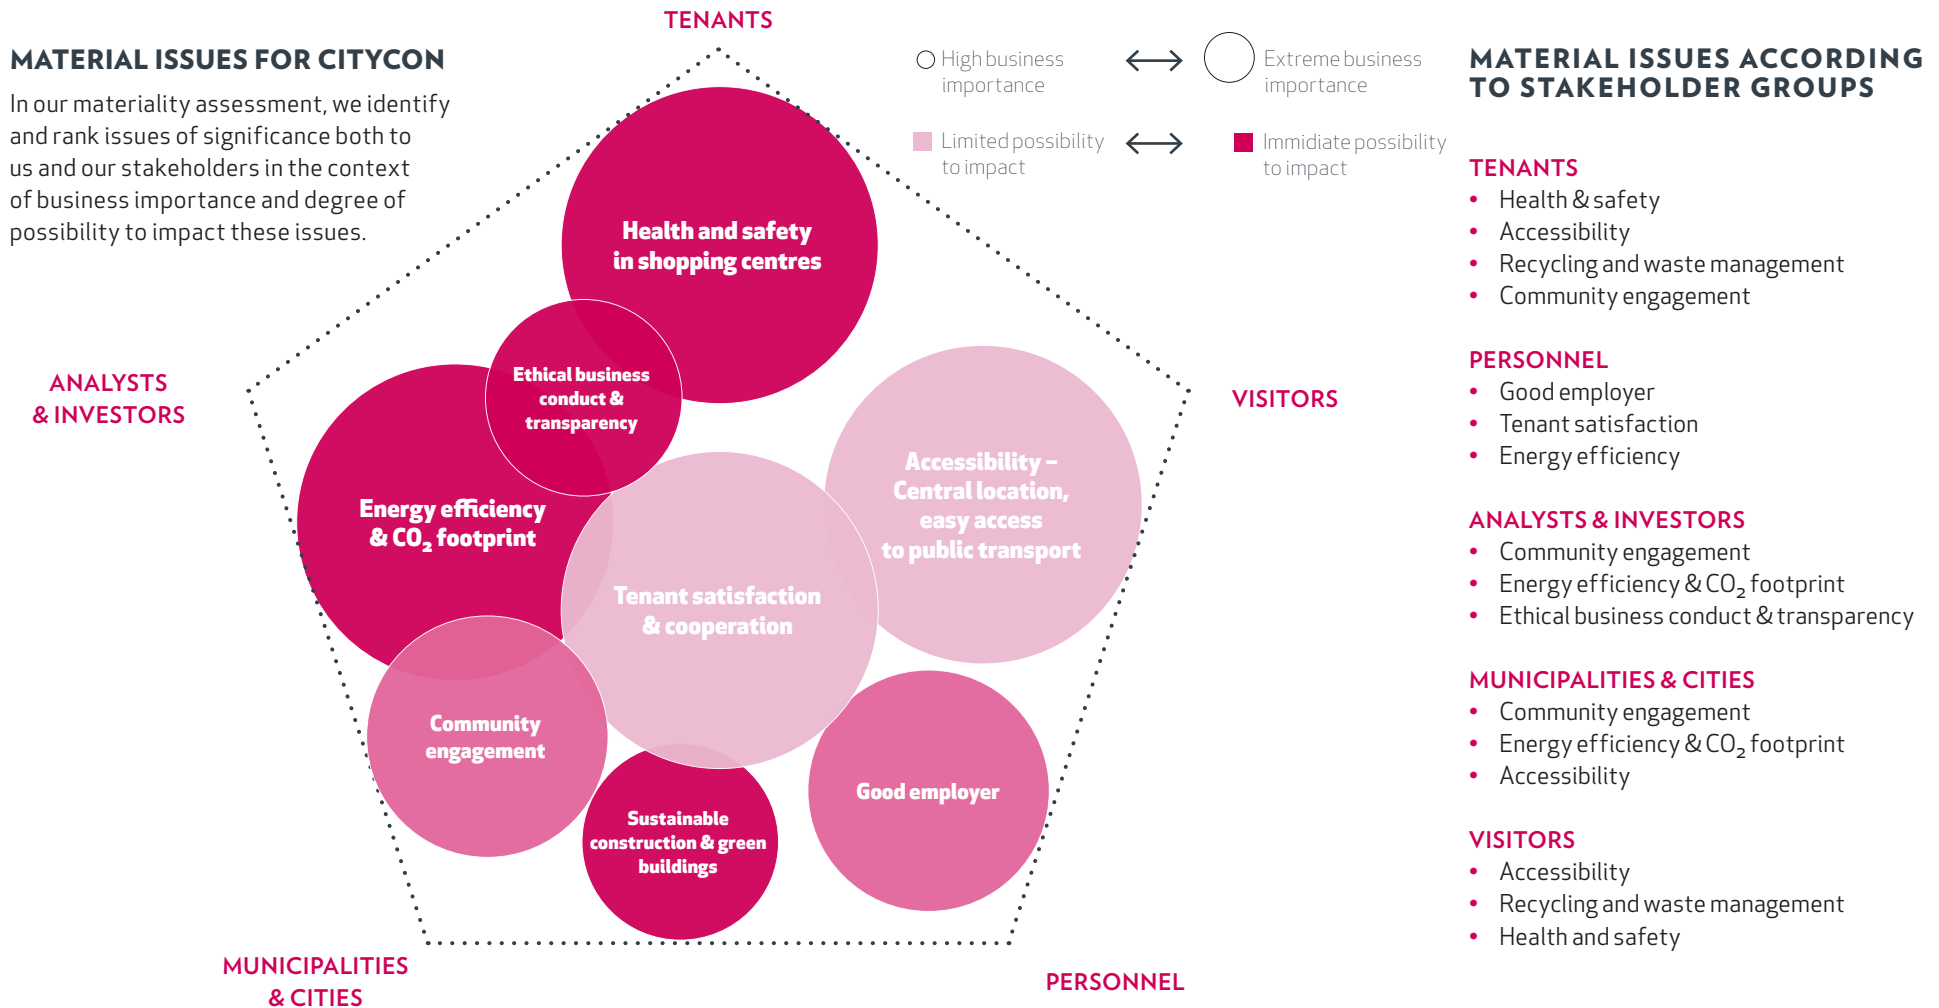 MATERIAL ISSUES FOR CITYCON
In our materiality assessment, we identify
and rank issues of significance both to
us and our stakeholders in the context
of business importance and degree of
possibility to impact these issues.
TENANTS
High business
importance
Extreme business
importance
Limited possibility
to impact
Immidiate possibility
to impact
ANALYSTS
& INVESTORS
VISITORS
Health and safety
in shopping centres
Ethical business
conduct &
transparency
Energy efficiency
& CO₂ footprint
Accessibility –
Central location,
easy access
to public transport
Tenant satisfaction
& cooperation
Community
engagement
Good employer
Sustainable
construction & green
buildings
MUNICIPALITIES
& CITIES
PERSONNEL
MATERIAL ISSUES ACCORDING
TO STAKEHOLDER GROUPS
TENANTS
• Health & safety
• Accessibility
• Recycling and waste management
• Community engagement
PERSONNEL
• Good employer
• Tenant satisfaction
• Energy efficiency
ANALYSTS & INVESTORS
• Community engagement
• Energy efficiency & CO₂ footprint
• Ethical business conduct & transparency
MUNICIPALITIES & CITIES
• Community engagement
• Energy efficiency & CO₂ footprint
• Accessibility
VISITORS
• Accessibility
• Recycling and waste management
• Health and safety